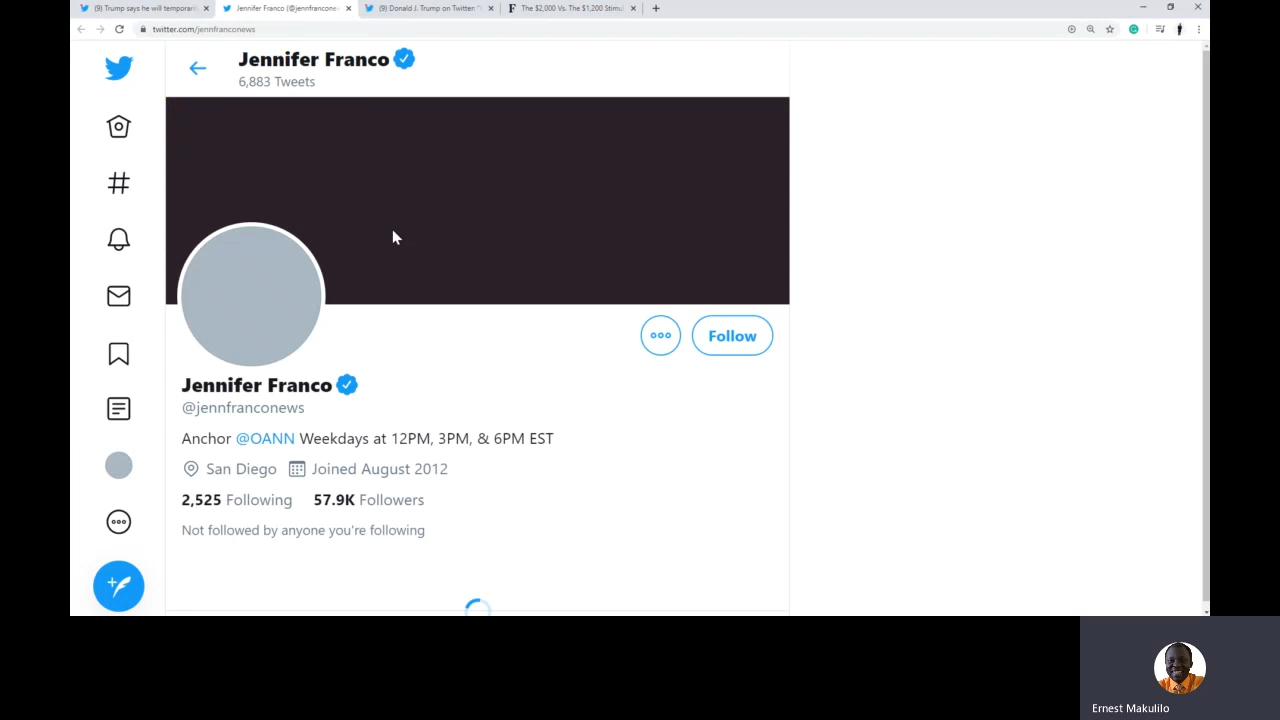 (9) Trump says he will temporari
Jennifer Franco (@jennfranconew
(9) Donald J. Trump on Twitter: "
The $2,000 Vs. The $1,200 Stimul
twitter.com/jennfranconews
Jennifer Franco
6,883 Tweets
Follow
Jennifer Franco
@jennfranconews
Anchor @OANN Weekdays at 12PM, 3PM, & 6PM EST
San Diego Joined August 2012
2,525 Following 57.9K Followers
Not followed by anyone you're following
Ernest Makulilo